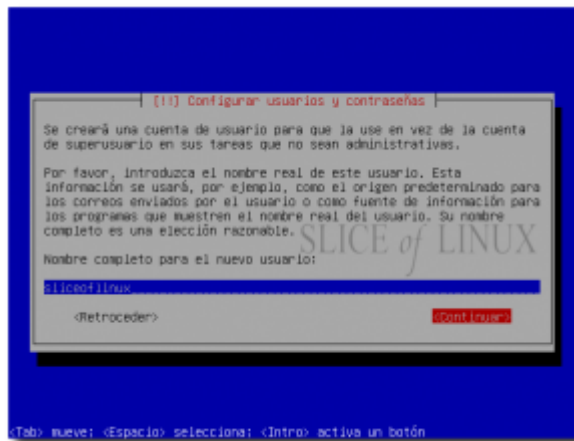 [!!] Configurar usuarios y contraseñas
Se creará una cuenta de usuario para que la use en vez de la cuenta
de superusuario en sus tareas que no sean administrativas.
Por favor, introduzca el nombre real de este usuario. Esta
información se usará, por ejemplo, como el origen predeterminado para
los correos enviados por el usuario o como fuente de información para
los programas que muestren el nombre real del usuario. Su nombre
completo es una elección razonable.
SLICE of LINUX
Nombre completo para el nuevo usuario:
sliceoflinux
<Retroceder> <Continuar>
<Tab> mueve; <Espacio> selecciona; <Intro> activa un botón